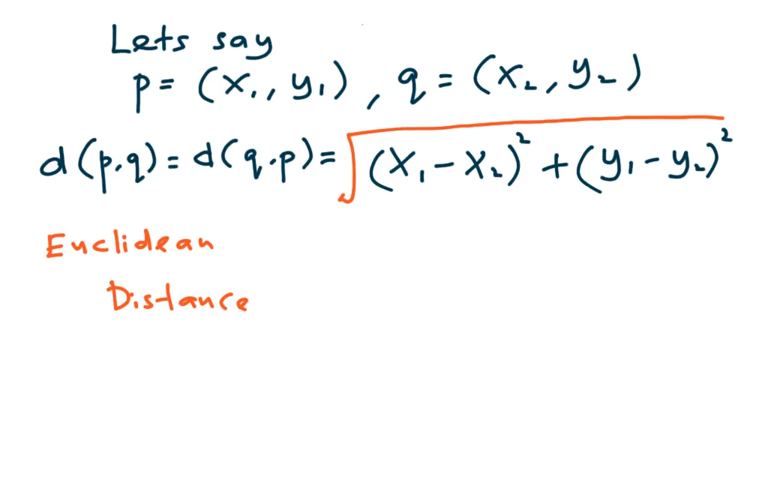 Lets say
p = (x₁, y₁), q = (x₂, y₂)
d(p.q) = d(q.p) = √(x₁ - x₂)² + (y₁ - y₂)²
Euclidean
Distance